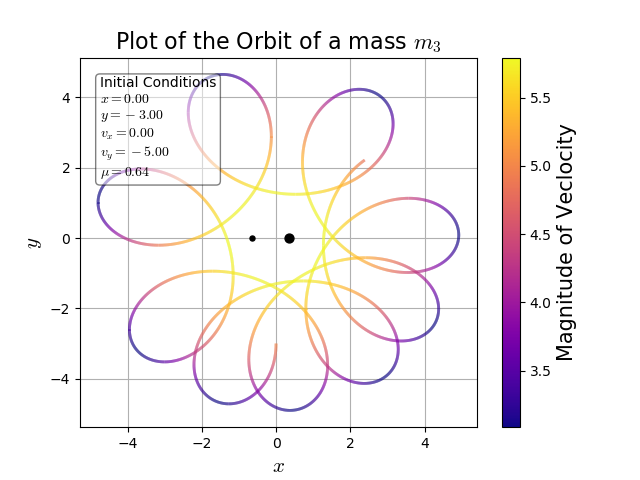 Plot of the Orbit of a mass m₃
Initial Conditions
x = 0.00
y = − 3.00
vₓ = 0.00
v_y = −5.00
μ = 0.64
4
2
0
−2
−4
y
−4
−2
0
2
4
x
5.5
5.0
4.5
4.0
3.5
Magnitude of Veclocity